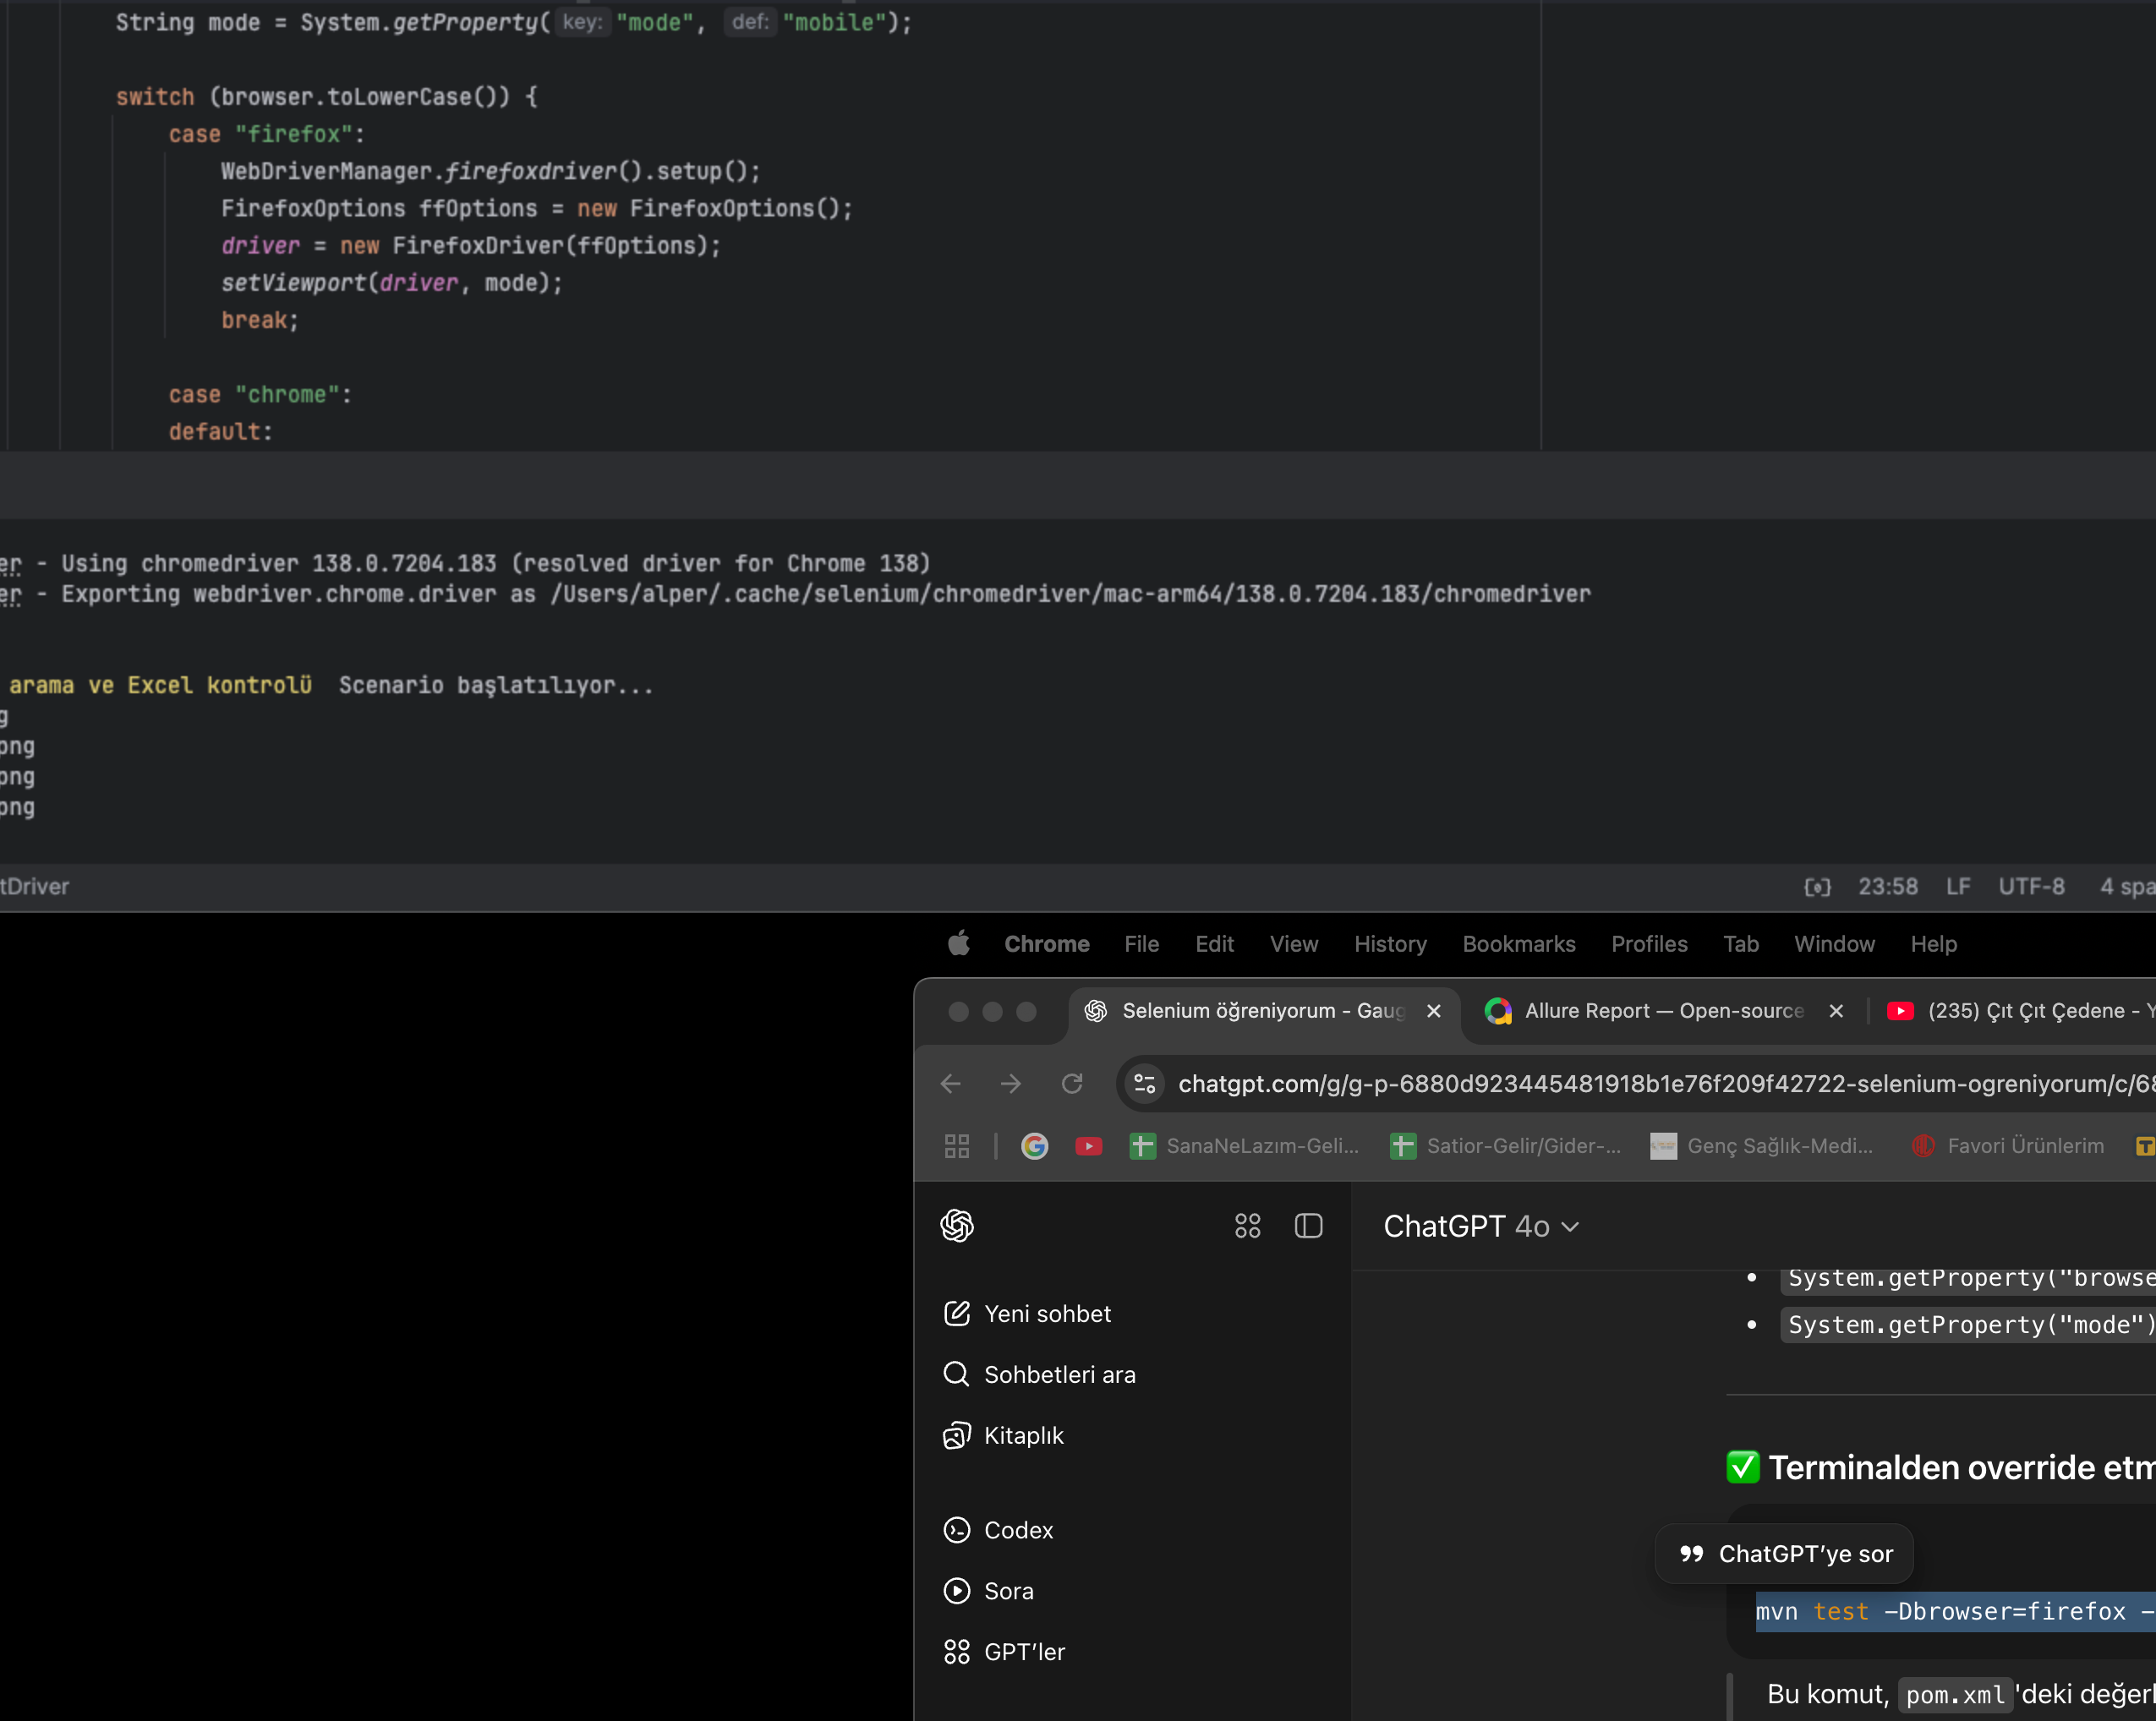 String mode = System.getProperty( key: "mode", def: "mobile");
switch (browser.toLowerCase()) {
case "firefox":
WebDriverManager.firefoxdriver().setup();
FirefoxOptions ffOptions = new FirefoxOptions();
driver = new FirefoxDriver(ffOptions);
setViewport(driver, mode);
break;
case "chrome":
default:
er - Using chromedriver 138.0.7204.183 (resolved driver for Chrome 138)
er - Exporting webdriver.chrome.driver as /Users/alper/.cache/selenium/chromedriver/mac-arm64/138.0.7204.183/chromedriver
arama ve Excel kontrolü Scenario başlatılıyor...
g
png
png
png
tDriver 23:58 LF UTF-8 4 spa
Chrome File Edit View History Bookmarks Profiles Tab Window Help
Selenium öğreniyorum - Gaug Allure Report — Open-source (235) Çıt Çıt Çedene - Y
chatgpt.com/g/g-p-6880d923445481918b1e76f209f42722-selenium-ogreniyorum/c/68
SanaNeLazım-Geli... Satior-Gelir/Gider-... Genç Sağlık-Medi... Favori Ürünlerim
ChatGPT 4o
System.getProperty("browse
System.getProperty("mode")
Yeni sohbet
Sohbetleri ara
Kitaplık
Codex
Sora
GPT'ler
✅ Terminalden override etm
ChatGPT'ye sor
mvn test -Dbrowser=firefox -
Bu komut, pom.xml'deki değerl